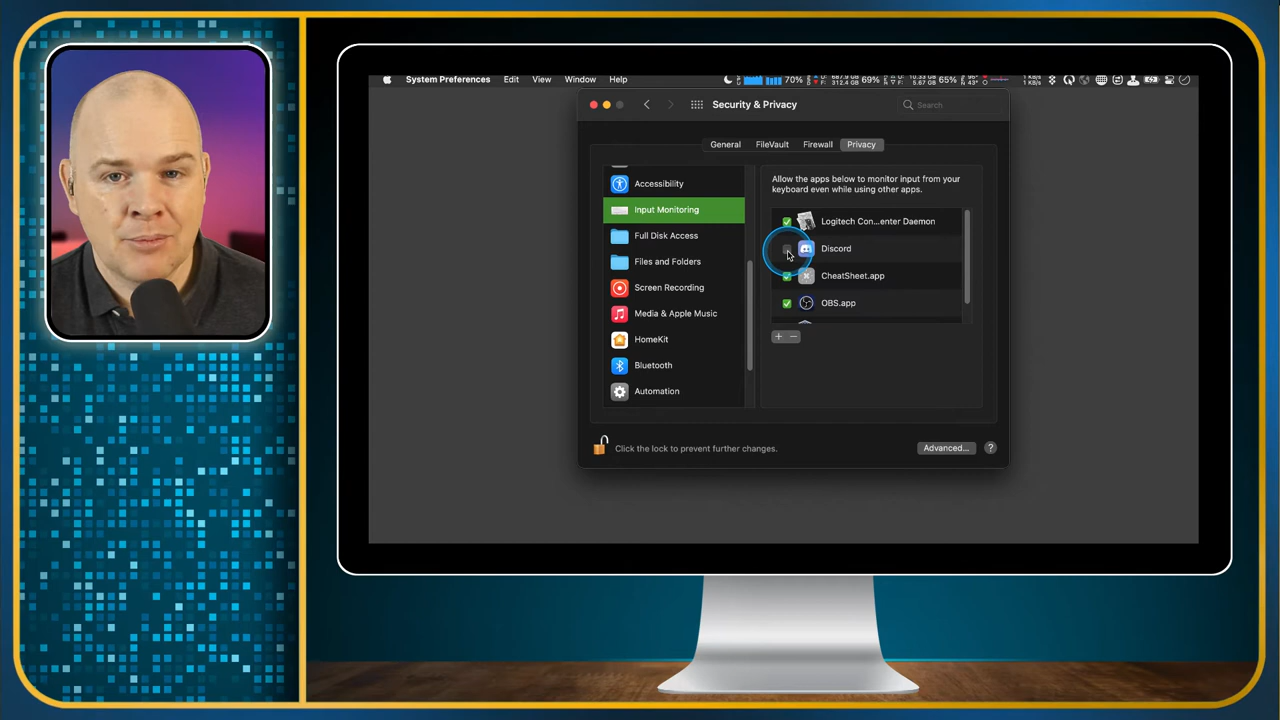 System Preferences Edit View Window Help
70% 69% 65%
Security & Privacy
Search
General FileVault Firewall Privacy
Accessibility
Input Monitoring
Full Disk Access
Files and Folders
Screen Recording
Media & Apple Music
HomeKit
Bluetooth
Automation
Allow the apps below to monitor input from your
keyboard even while using other apps.
Logitech Con...enter Daemon
Discord
CheatSheet.app
OBS.app
+ −
Click the lock to prevent further changes.
Advanced... ?